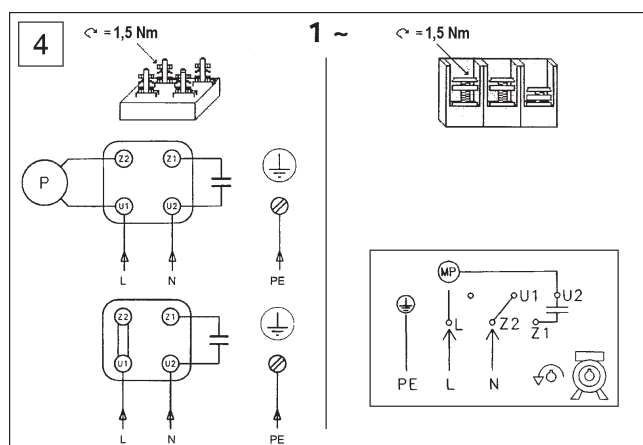 4
= 1,5 Nm
1 ~
= 1,5 Nm
Z2 Z1
P
U1 U2
L N PE
Z2 Z1
U1 U2
L N PE
MP
U1 U2
L Z2 Z1
PE L N